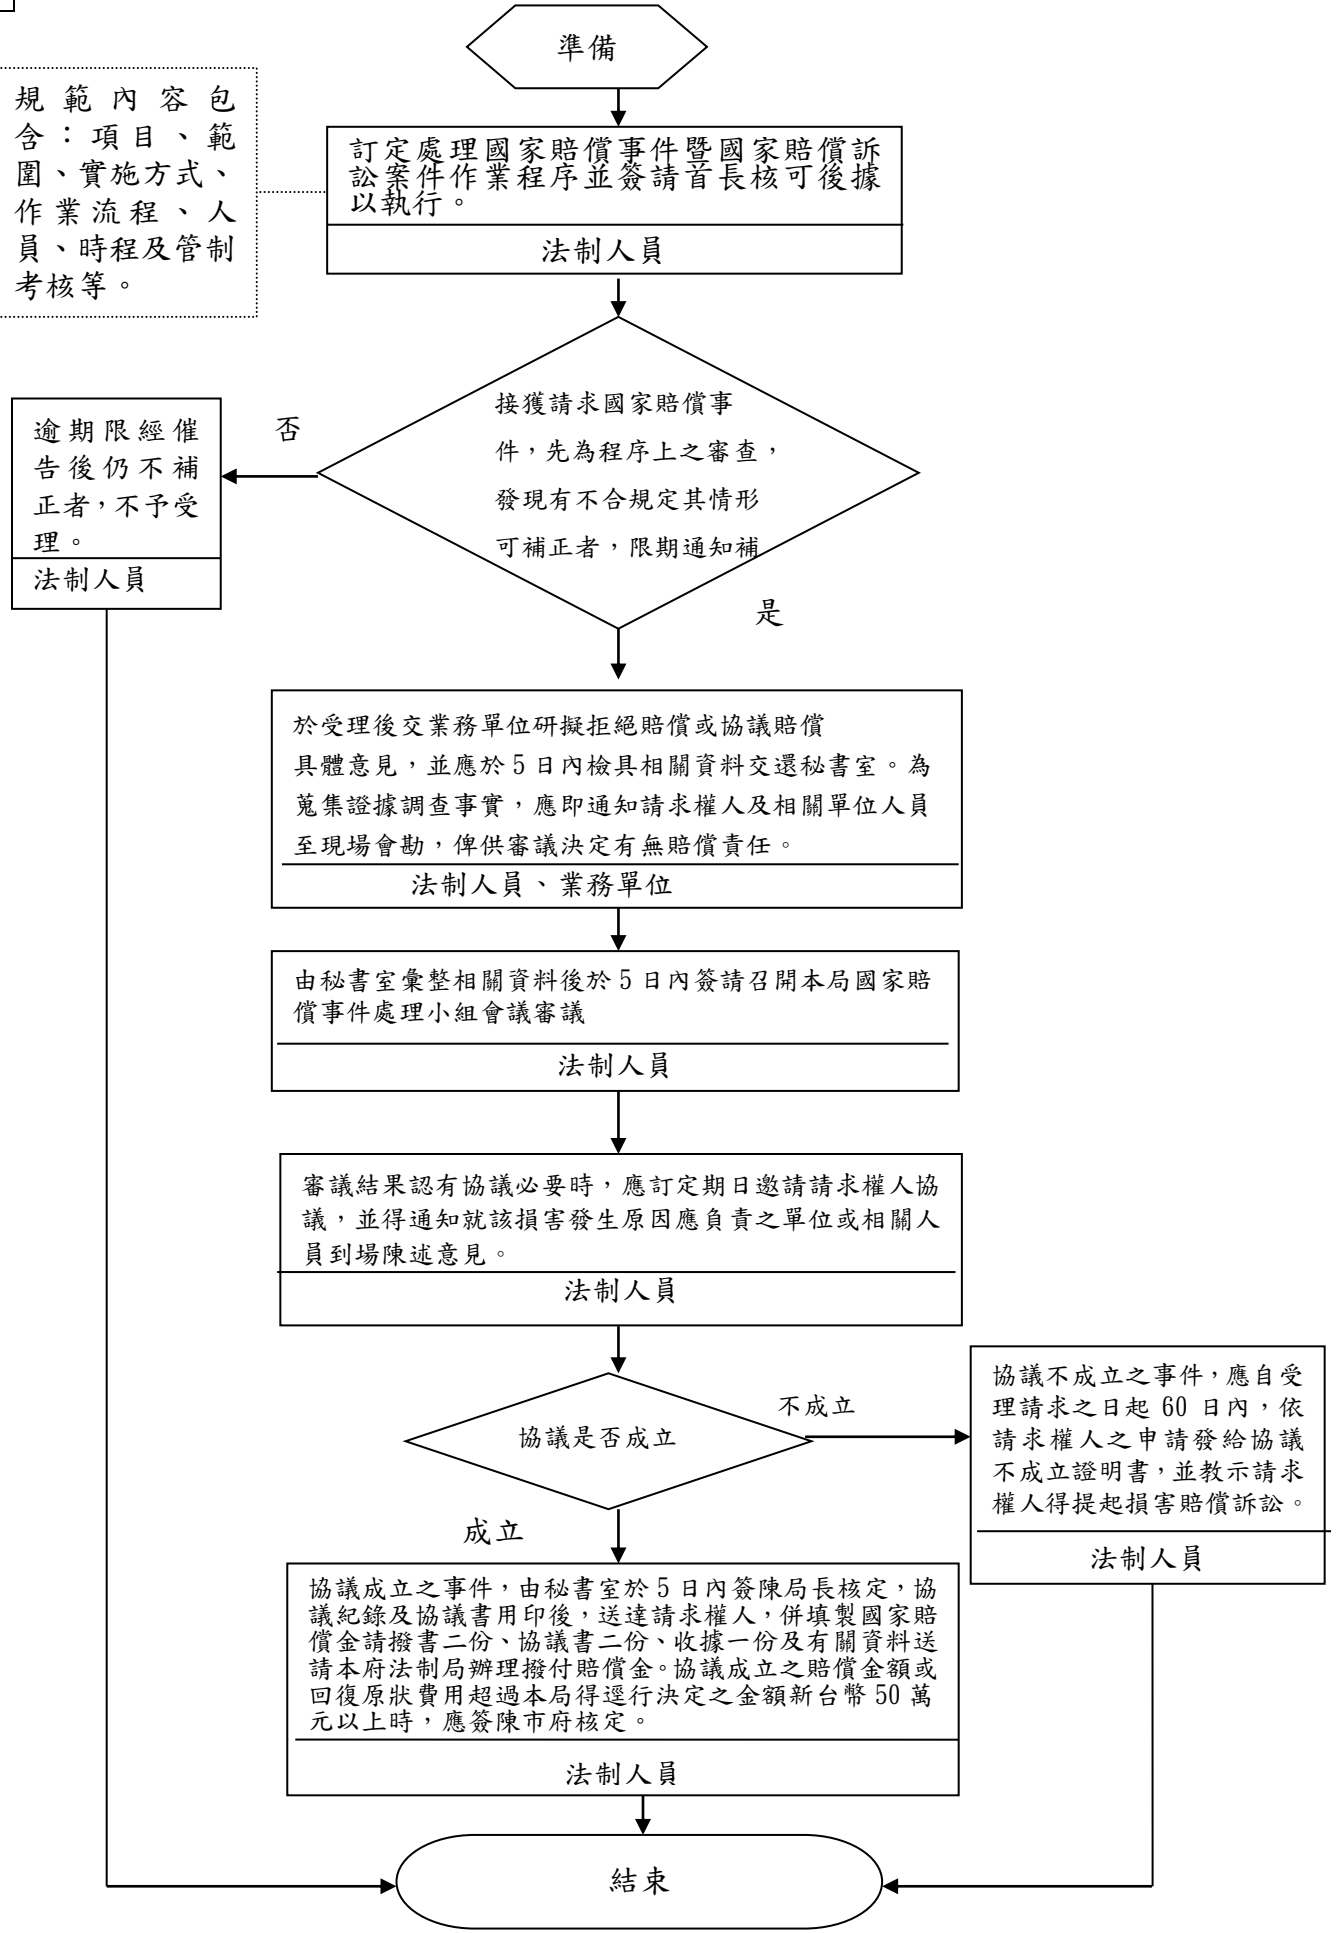 準備
規範內容包
含：項目、範
圍、實施方式、
作業流程、人
員、時程及管制
考核等。
訂定處理國家賠償事件暨國家賠償訴
訟案件作業程序並簽請首長核可後據
以執行。
法制人員
接獲請求國家賠償事
件，先為程序上之審查，
發現有不合規定其情形
可補正者，限期通知補
否
逾期限經催
告後仍不補
正者，不予受
理。
法制人員
是
於受理後交業務單位研擬拒絕賠償或協議賠償
具體意見，並應於5日內檢具相關資料交還秘書室。為
蒐集證據調查事實，應即通知請求權人及相關單位人員
至現場會勘，俾供審議決定有無賠償責任。
法制人員、業務單位
由秘書室彙整相關資料後於5日內簽請召開本局國家賠
償事件處理小組會議審議
法制人員
審議結果認有協議必要時，應訂定期日邀請請求權人協
議，並得通知就該損害發生原因應負責之單位或相關人
員到場陳述意見。
法制人員
協議是否成立
不成立
協議不成立之事件，應自受
理請求之日起 60 日內，依
請求權人之申請發給協議
不成立證明書，並教示請求
權人得提起損害賠償訴訟。
法制人員
成立
協議成立之事件，由秘書室於5日內簽陳局長核定，協
議紀錄及協議書用印後，送達請求權人，併填製國家賠
償金請撥書二份、協議書二份、收據一份及有關資料送
請本府法制局辦理撥付賠償金。協議成立之賠償金額或
回復原狀費用超過本局得逕行決定之金額新台幣50萬
元以上時，應簽陳市府核定。
法制人員
結束